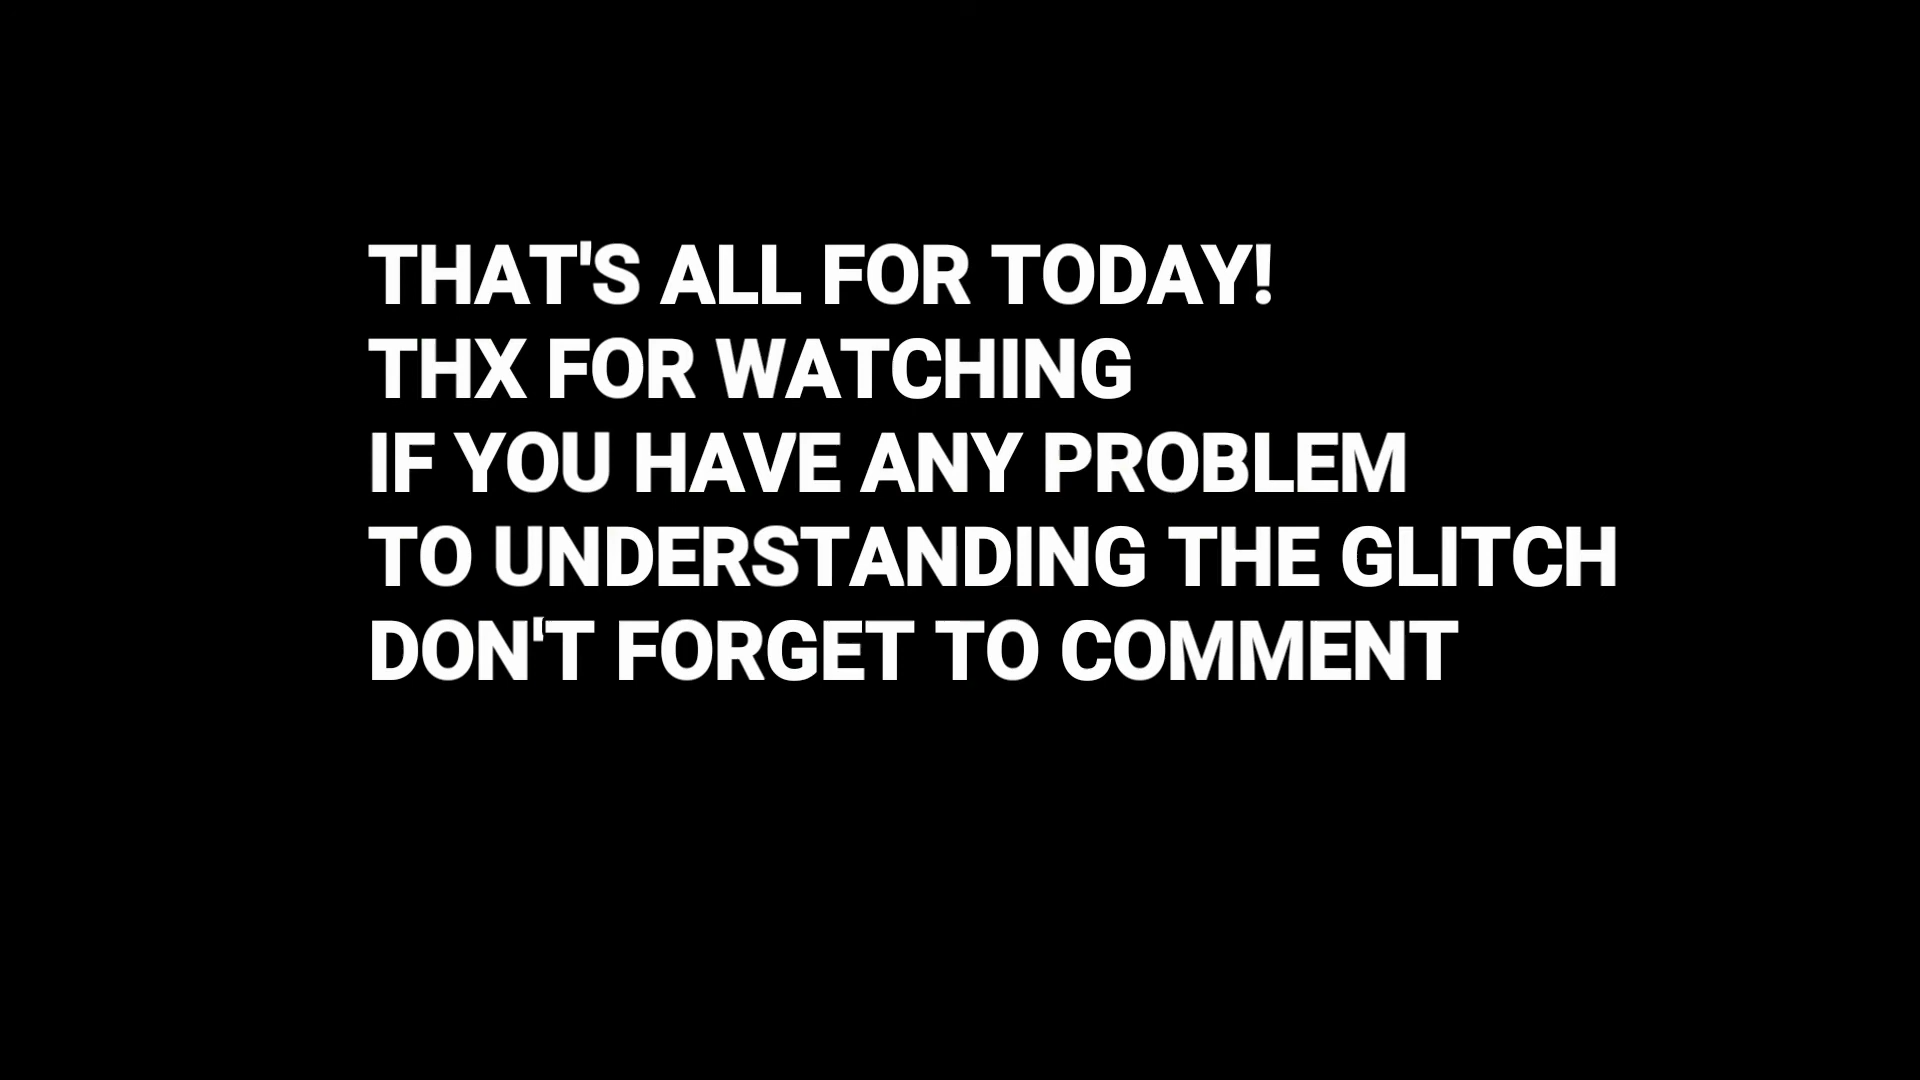 THAT'S ALL FOR TODAY!
THX FOR WATCHING
IF YOU HAVE ANY PROBLEM
TO UNDERSTANDING THE GLITCH
DON'T FORGET TO COMMENT